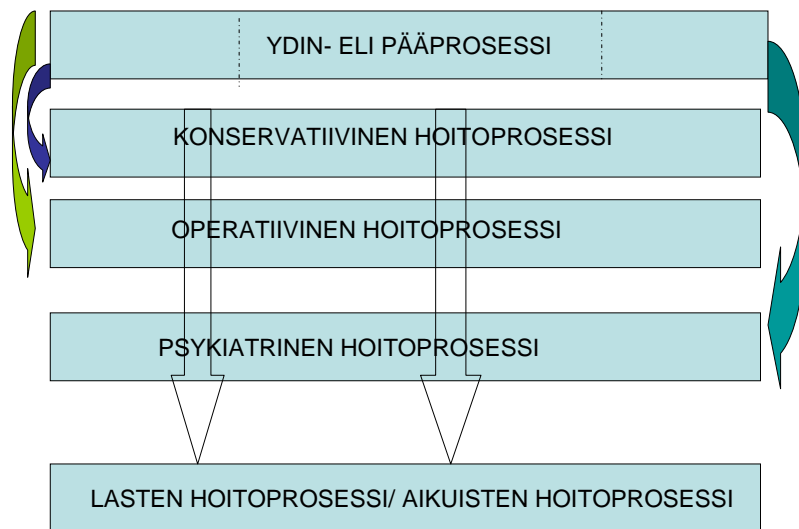 YDIN- ELI PÄÄPROSESSI
KONSERVATIIVINEN HOITOPROSESSI
OPERATIIVINEN HOITOPROSESSI
PSYKIATRINEN HOITOPROSESSI
LASTEN HOITOPROSESSI/ AIKUISTEN HOITOPROSESSI